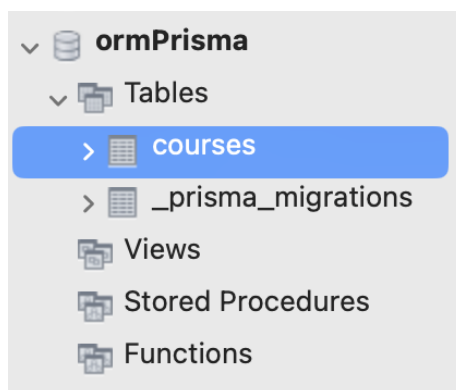 ormPrisma
Tables
courses
_prisma_migrations
Views
Stored Procedures
Functions